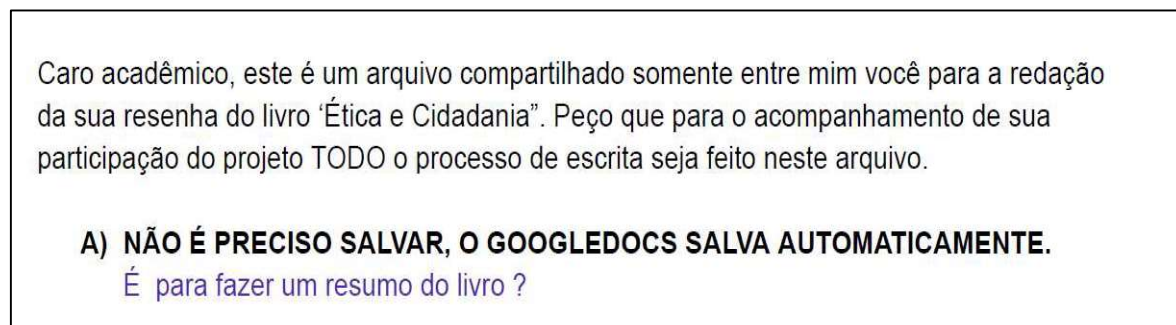 Caro acadêmico, este é um arquivo compartilhado somente entre mim você para a redação
da sua resenha do livro ‘Ética e Cidadania”. Peço que para o acompanhamento de sua
participação do projeto TODO o processo de escrita seja feito neste arquivo.
A) NÃO É PRECISO SALVAR, O GOOGLEDOCS SALVA AUTOMATICAMENTE.
É para fazer um resumo do livro ?